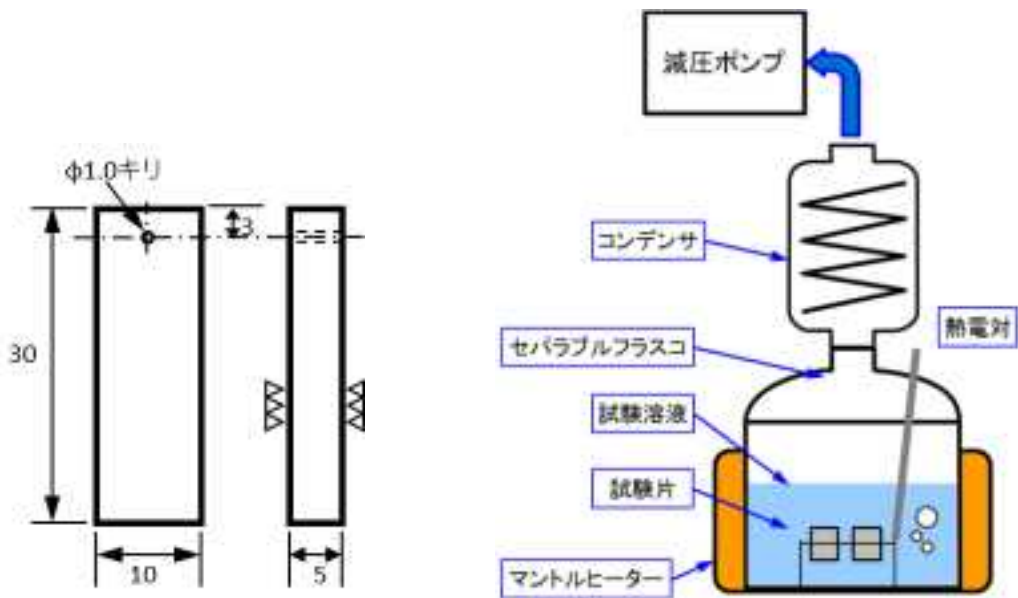 φ1.0キリ
3
30
10
5
減圧ポンプ
コンデンサ
熱電対
セパラブルフラスコ
試験溶液
試験片
マントルヒーター